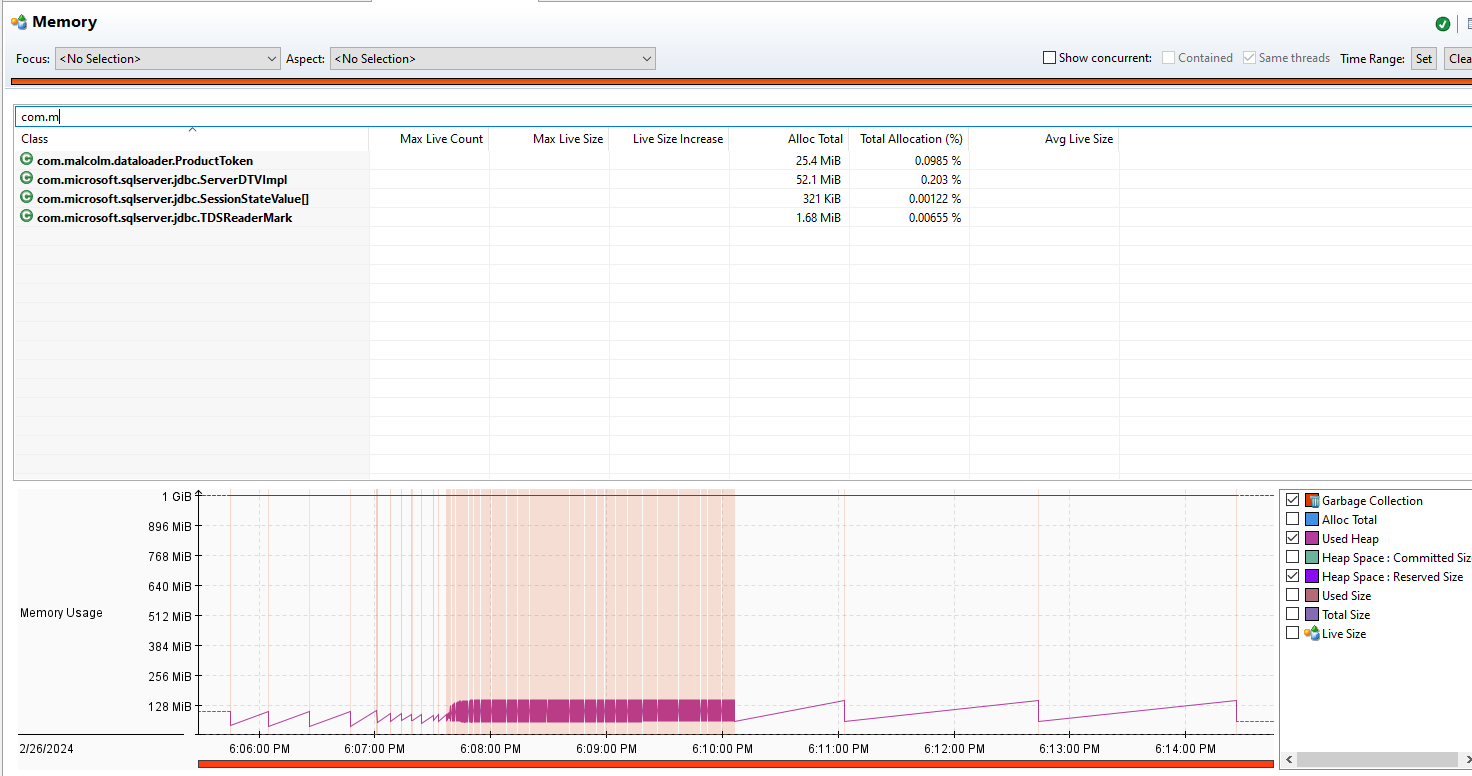 Memory
Focus: <No Selection> Aspect: <No Selection> Show concurrent: Contained Same threads Time Range: Set Clea
com.m
Class Max Live Count Max Live Size Live Size Increase Alloc Total Total Allocation (%) Avg Live Size
com.malcolm.dataloader.ProductToken 25.4 MiB 0.0985 %
com.microsoft.sqlserver.jdbc.ServerDTVImpl 52.1 MiB 0.203 %
com.microsoft.sqlserver.jdbc.SessionStateValue[] 321 KiB 0.00122 %
com.microsoft.sqlserver.jdbc.TDSReaderMark 1.68 MiB 0.00655 %
1 GiB
896 MiB
768 MiB
640 MiB
512 MiB
384 MiB
256 MiB
128 MiB
Memory Usage
2/26/2024
6:06:00 PM 6:07:00 PM 6:08:00 PM 6:09:00 PM 6:10:00 PM 6:11:00 PM 6:12:00 PM 6:13:00 PM 6:14:00 PM
Garbage Collection
Alloc Total
Used Heap
Heap Space : Committed Siz
Heap Space : Reserved Size
Used Size
Total Size
Live Size